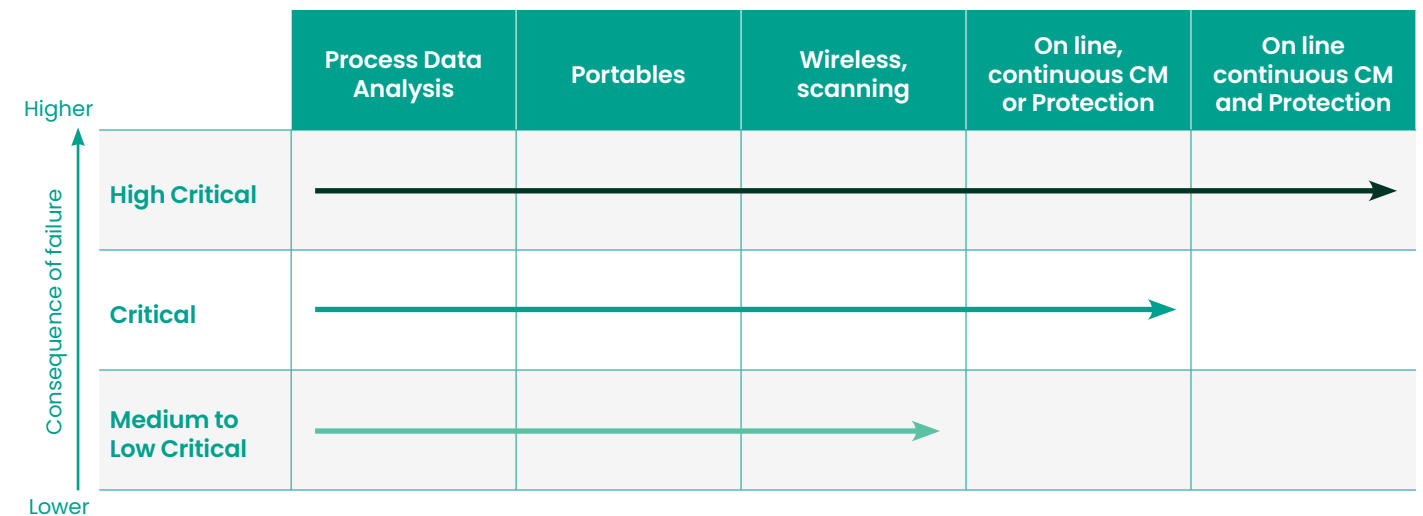 Process Data
Analysis
Portables
Wireless,
scanning
On line,
continuous CM
or Protection
On line
continuous CM
and Protection
Higher
Consequence of failure
High Critical
Critical
Medium to
Low Critical
Lower